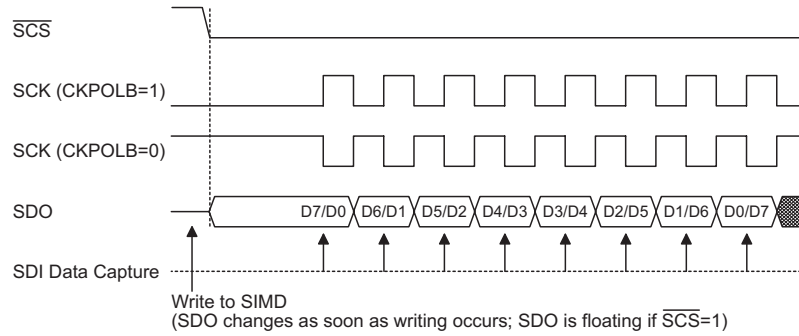 SCS
SCK (CKPOLB=1)
SCK (CKPOLB=0)
SDO D7/D0 D6/D1 D5/D2 D4/D3 D3/D4 D2/D5 D1/D6 D0/D7
SDI Data Capture
Write to SIMD
(SDO changes as soon as writing occurs; SDO is floating if SCS=1)